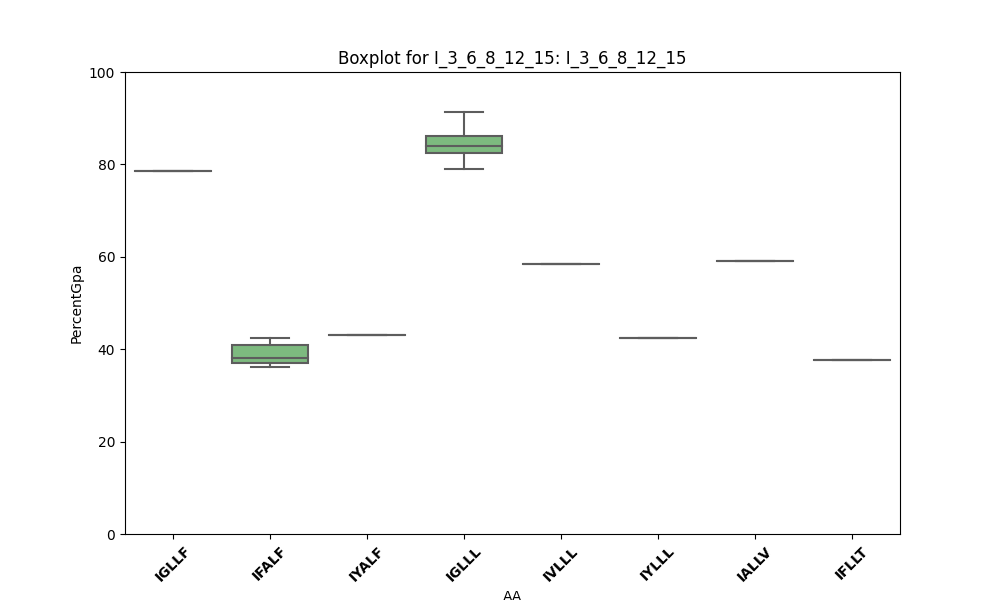 Boxplot for I_3_6_8_12_15: I_3_6_8_12_15
100
80
60
40
20
0
PercentGpa
IGLLF
IFALF
IYALF
IGLLL
IVLLL
IYLLL
IALLV
IFLLT
AA